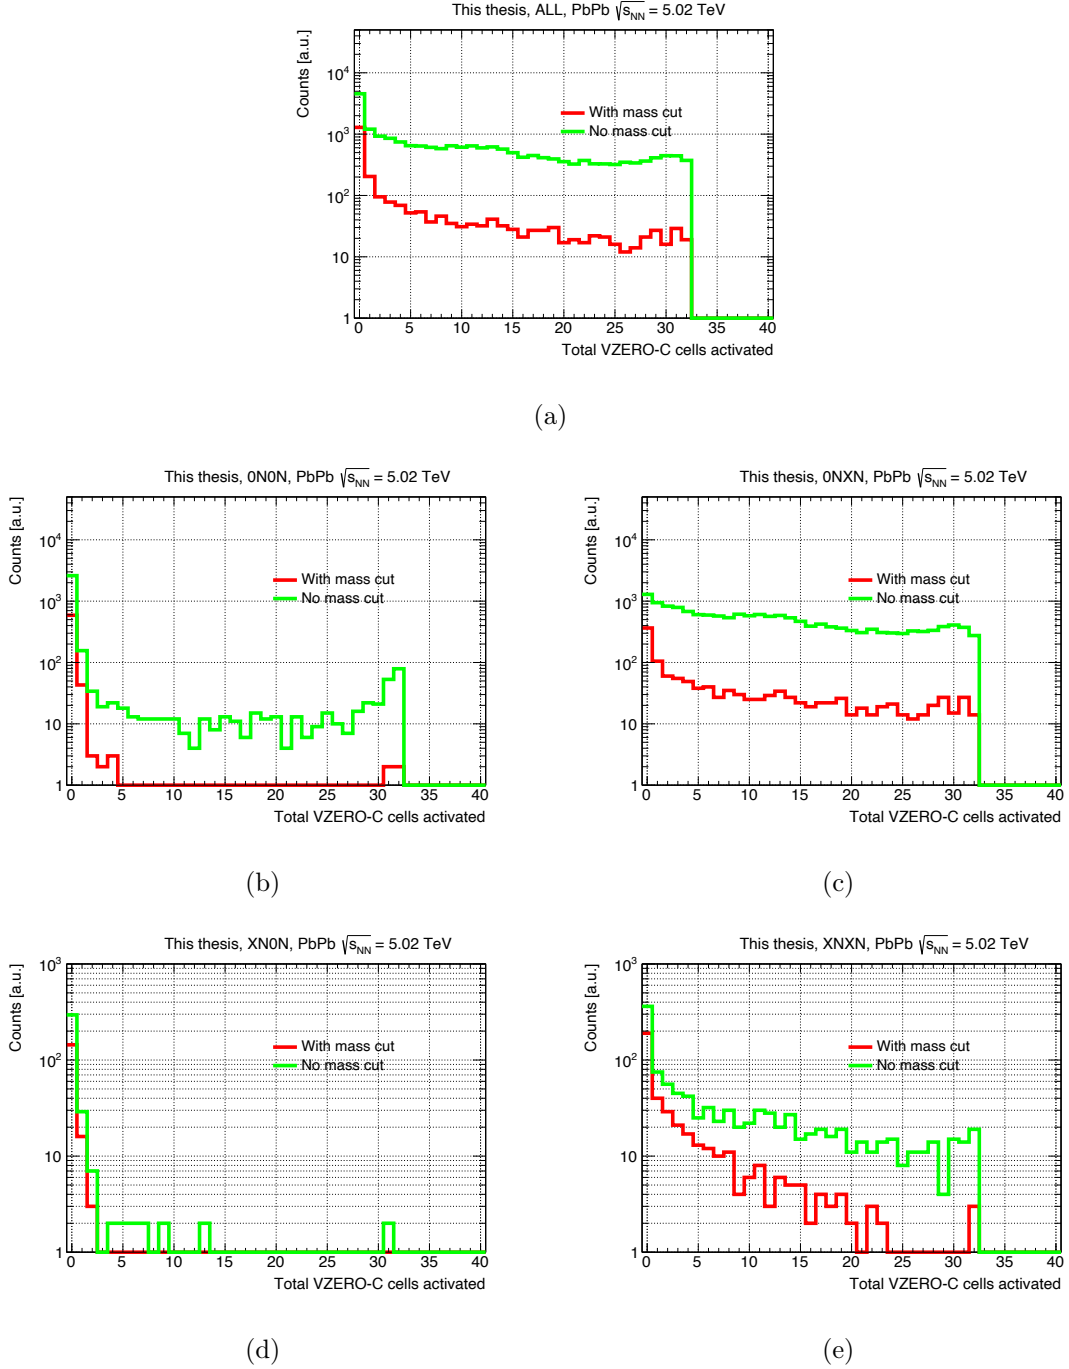 This thesis, ALL, PbPb √s_NN = 5.02 TeV
Counts [a.u.]
10^4
10^3
10^2
10
1
With mass cut
No mass cut
0 5 10 15 20 25 30 35 40
Total VZERO-C cells activated
(a)
This thesis, 0N0N, PbPb √s_NN = 5.02 TeV
Counts [a.u.]
10^4
10^3
10^2
10
1
With mass cut
No mass cut
0 5 10 15 20 25 30 35 40
Total VZERO-C cells activated
(b)
This thesis, 0NXN, PbPb √s_NN = 5.02 TeV
Counts [a.u.]
10^4
10^3
10^2
10
1
With mass cut
No mass cut
0 5 10 15 20 25 30 35 40
Total VZERO-C cells activated
(c)
This thesis, XN0N, PbPb √s_NN = 5.02 TeV
Counts [a.u.]
10^3
10^2
10
1
With mass cut
No mass cut
0 5 10 15 20 25 30 35 40
Total VZERO-C cells activated
(d)
This thesis, XNXN, PbPb √s_NN = 5.02 TeV
Counts [a.u.]
10^3
10^2
10
1
With mass cut
No mass cut
0 5 10 15 20 25 30 35 40
Total VZERO-C cells activated
(e)